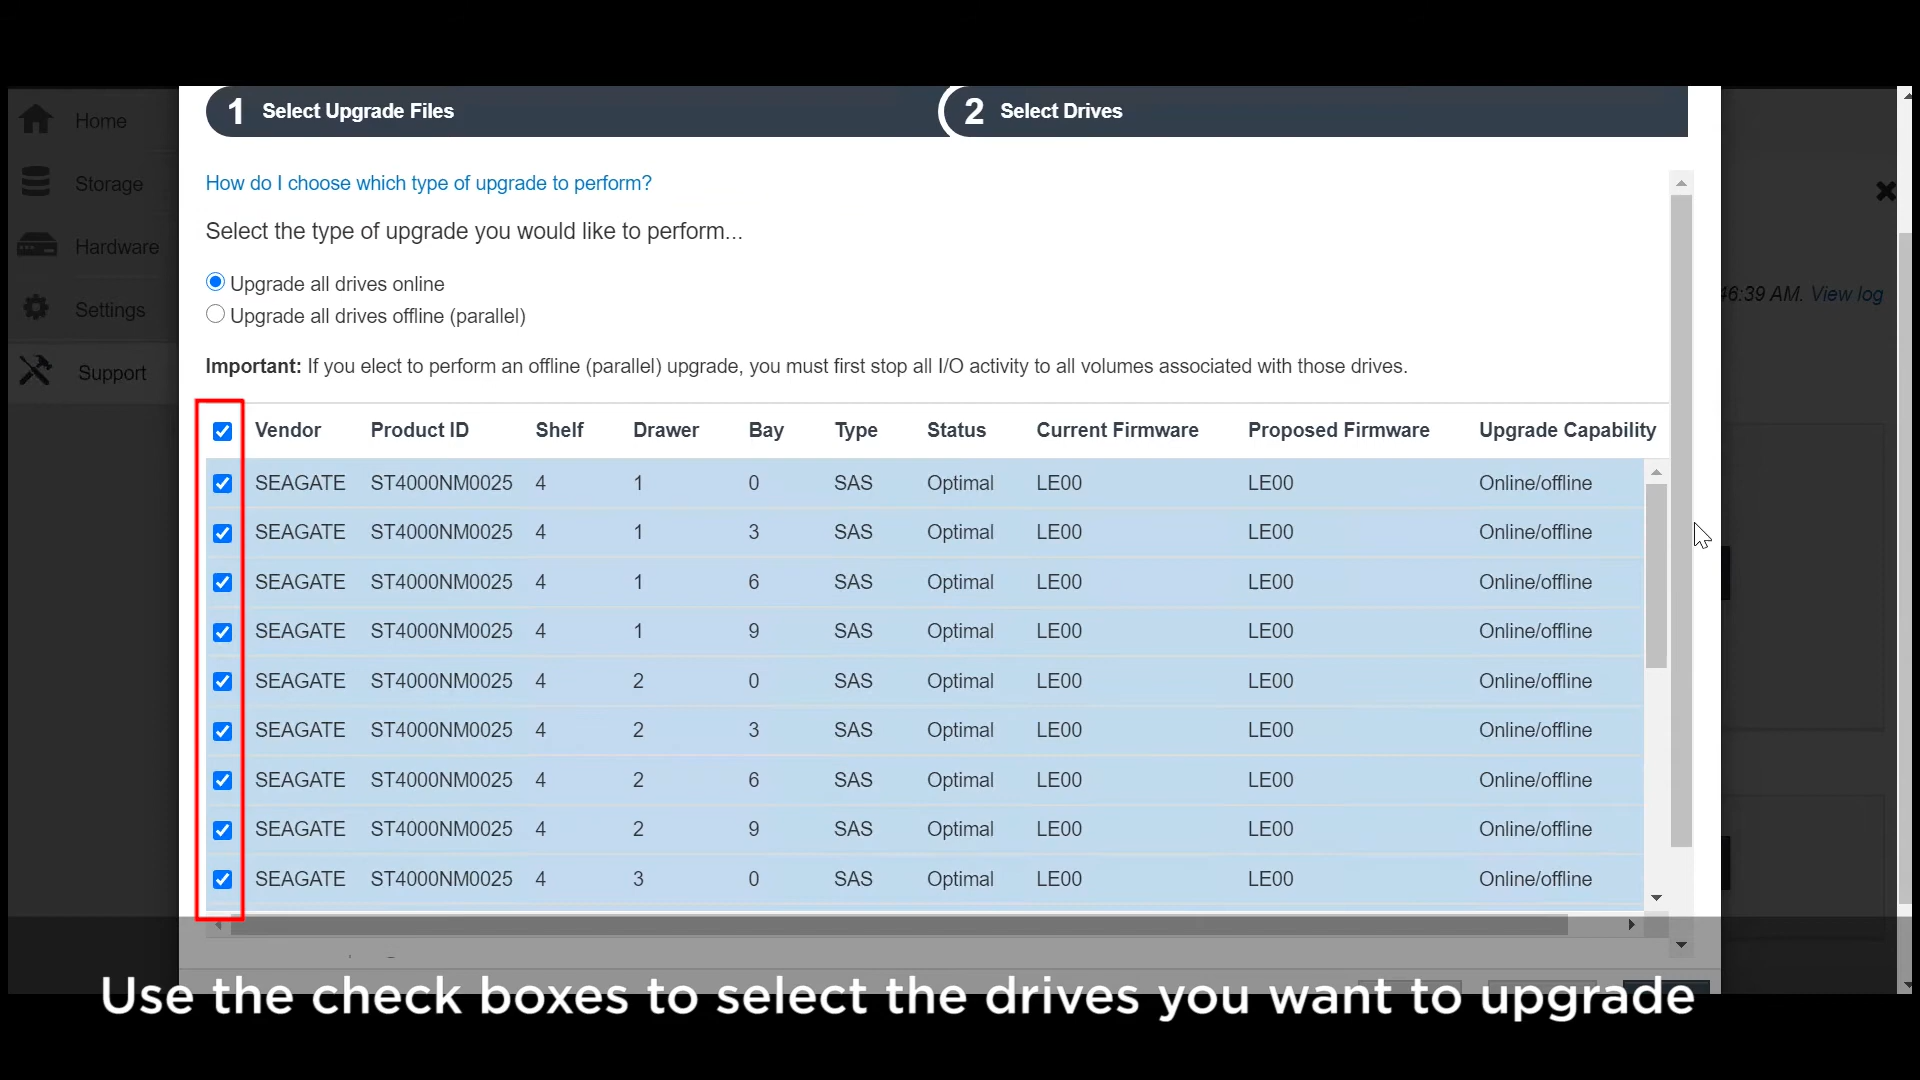 1 Select Upgrade Files 2 Select Drives
Home
Storage
Hardware
Settings
Support
How do I choose which type of upgrade to perform?
Select the type of upgrade you would like to perform...
Upgrade all drives online
Upgrade all drives offline (parallel)
46:39 AM. View log
Important: If you elect to perform an offline (parallel) upgrade, you must first stop all I/O activity to all volumes associated with those drives.
Vendor Product ID Shelf Drawer Bay Type Status Current Firmware Proposed Firmware Upgrade Capability
SEAGATE ST4000NM0025 4 1 0 SAS Optimal LE00 LE00 Online/offline
SEAGATE ST4000NM0025 4 1 3 SAS Optimal LE00 LE00 Online/offline
SEAGATE ST4000NM0025 4 1 6 SAS Optimal LE00 LE00 Online/offline
SEAGATE ST4000NM0025 4 1 9 SAS Optimal LE00 LE00 Online/offline
SEAGATE ST4000NM0025 4 2 0 SAS Optimal LE00 LE00 Online/offline
SEAGATE ST4000NM0025 4 2 3 SAS Optimal LE00 LE00 Online/offline
SEAGATE ST4000NM0025 4 2 6 SAS Optimal LE00 LE00 Online/offline
SEAGATE ST4000NM0025 4 2 9 SAS Optimal LE00 LE00 Online/offline
SEAGATE ST4000NM0025 4 3 0 SAS Optimal LE00 LE00 Online/offline
Use the check boxes to select the drives you want to upgrade